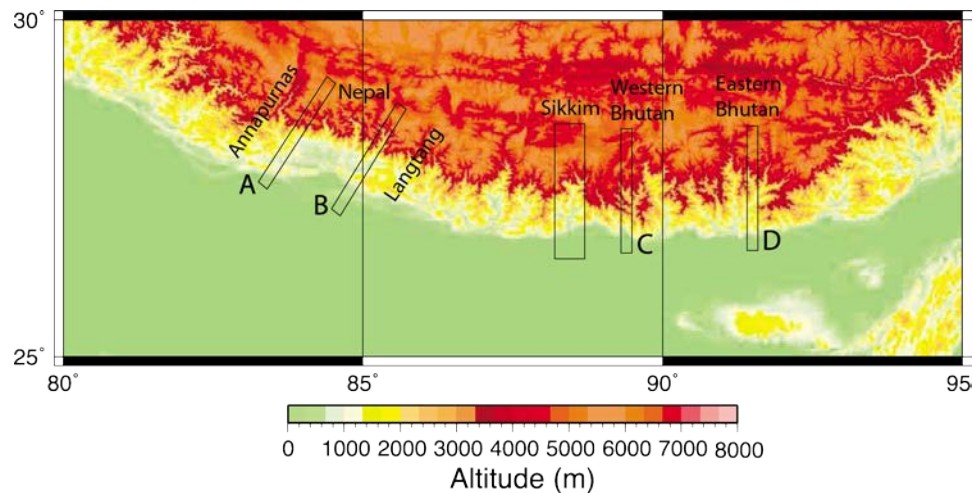 30°
Western
Eastern
Annapurnas
Nepal
Sikkim
Bhutan
Bhutan
Langtang
A
B
C
D
25°
80°
85°
90°
95°
0 1000 2000 3000 4000 5000 6000 7000 8000
Altitude (m)